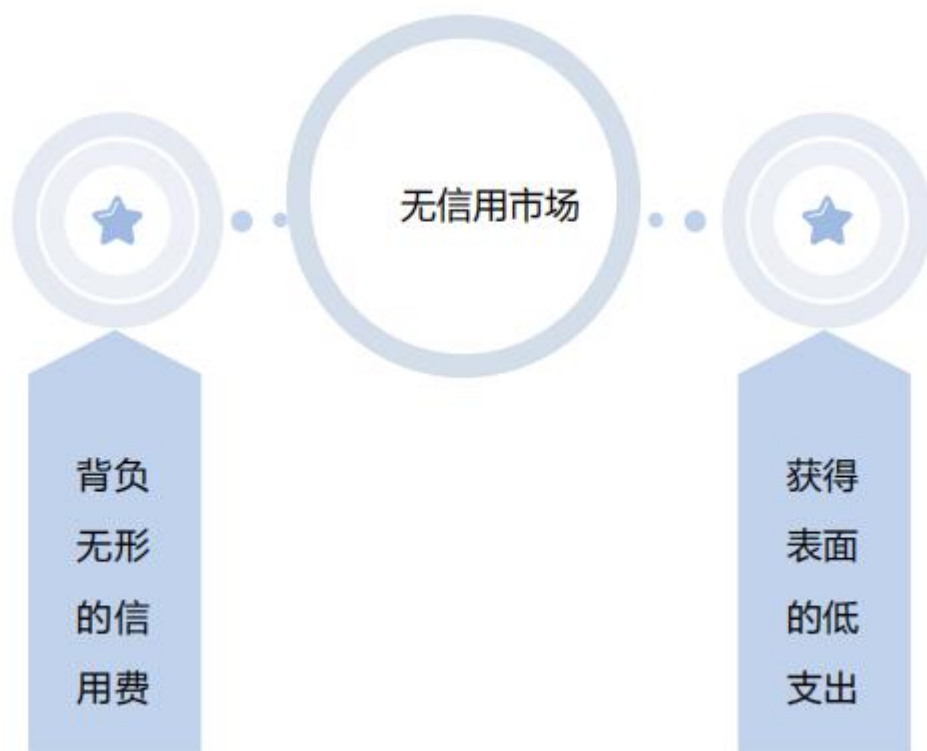 无信用市场
背负
无形
的信
用费
获得
表面
的低
支出